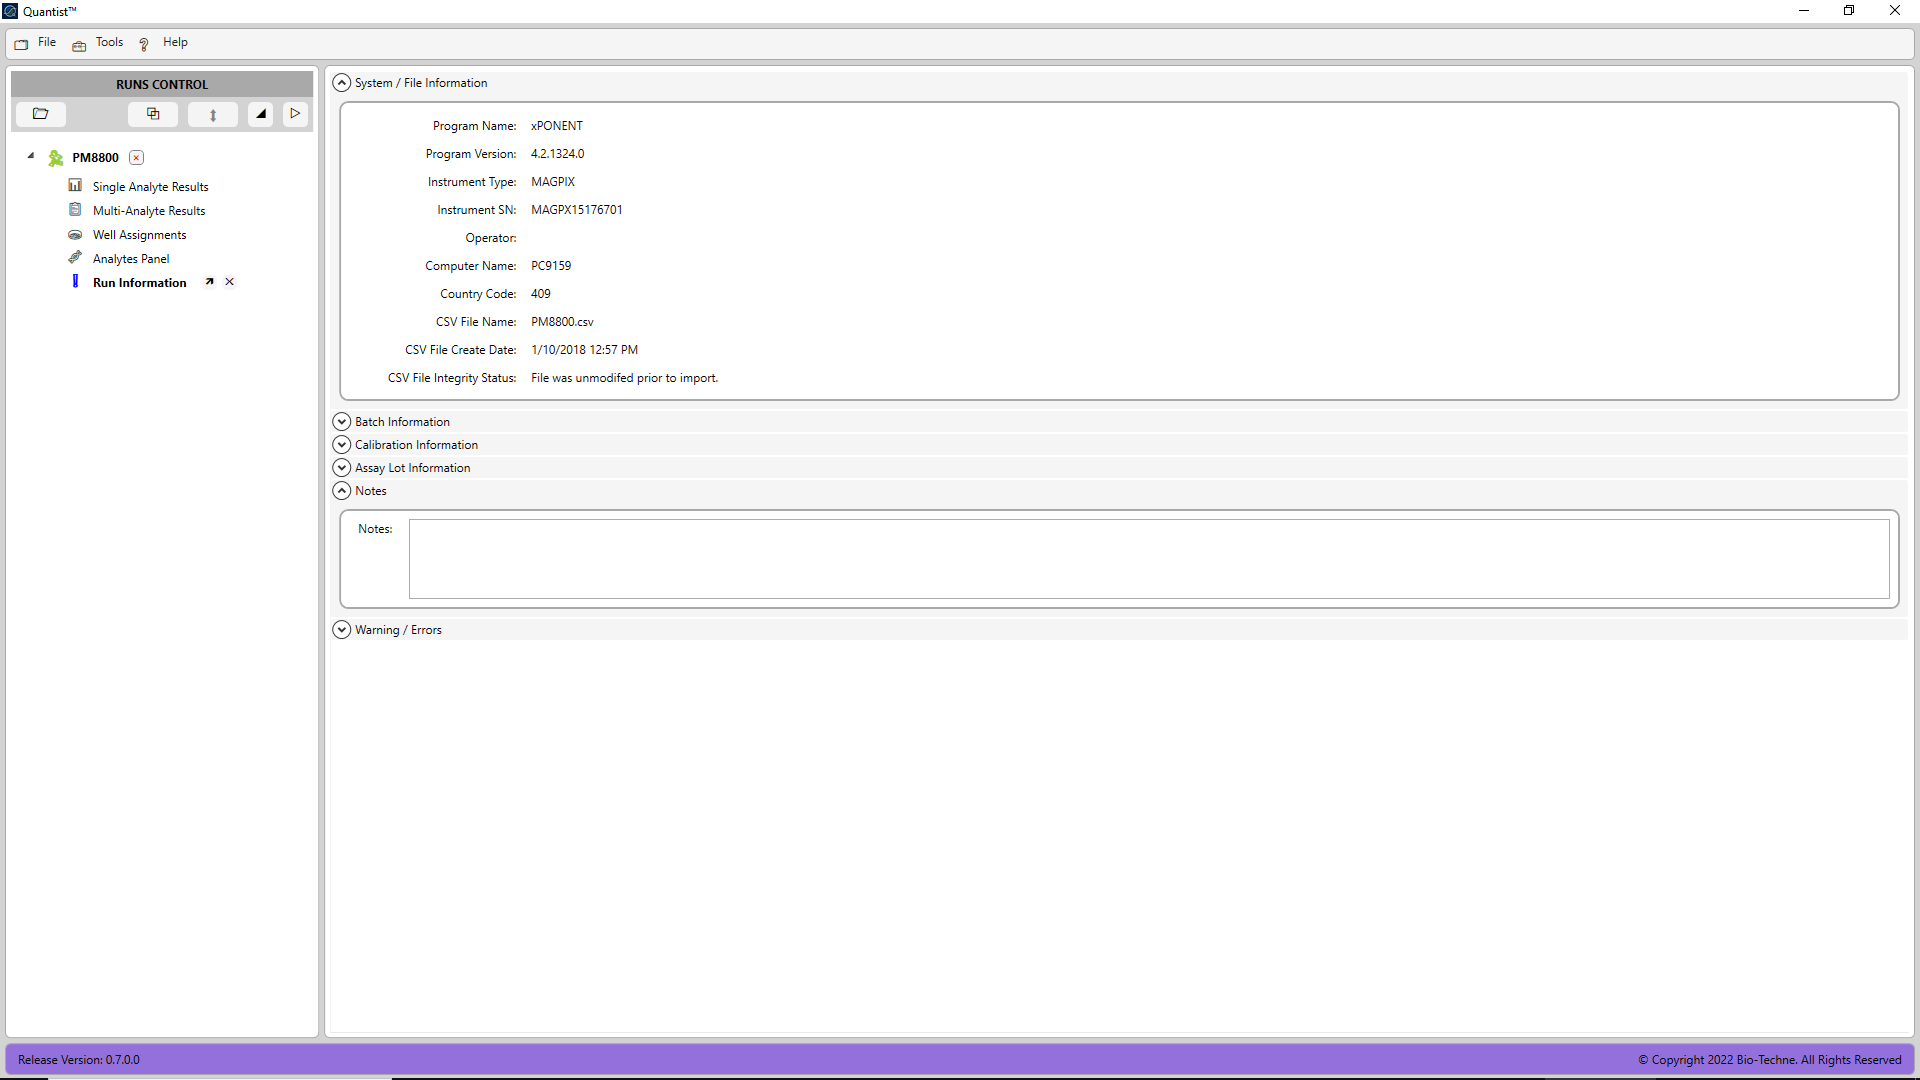 Quantist™
File Tools Help
RUNS CONTROL
PM8800
Single Analyte Results
Multi-Analyte Results
Well Assignments
Analytes Panel
Run Information
System / File Information
Program Name: xPONENT
Program Version: 4.2.1324.0
Instrument Type: MAGPIX
Instrument SN: MAGPX15176701
Operator:
Computer Name: PC9159
Country Code: 409
CSV File Name: PM8800.csv
CSV File Create Date: 1/10/2018 12:57 PM
CSV File Integrity Status: File was unmodifed prior to import.
Batch Information
Calibration Information
Assay Lot Information
Notes
Notes:
Warning / Errors
Release Version: 0.7.0.0
© Copyright 2022 Bio-Techne. All Rights Reserved